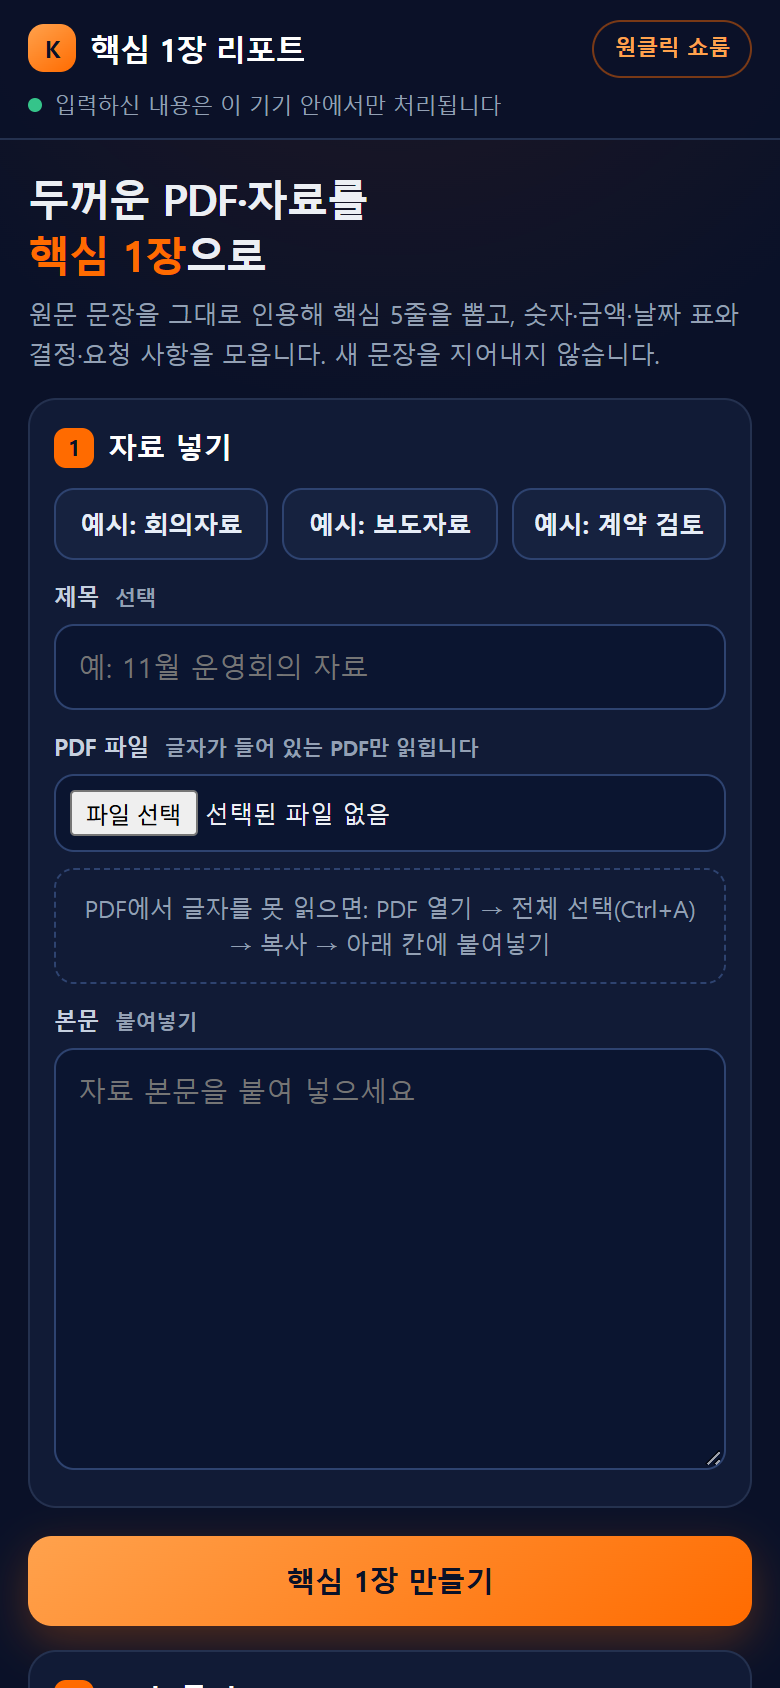 K 핵심 1장 리포트
원클릭 쇼룸
입력하신 내용은 이 기기 안에서만 처리됩니다
두꺼운 PDF·자료를
핵심 1장으로
원문 문장을 그대로 인용해 핵심 5줄을 뽑고, 숫자·금액·날짜 표와
결정·요청 사항을 모읍니다. 새 문장을 지어내지 않습니다.
1 자료 넣기
예시: 회의자료
예시: 보도자료
예시: 계약 검토
제목 선택
예: 11월 운영회의 자료
PDF 파일 글자가 들어 있는 PDF만 읽힙니다
파일 선택 선택된 파일 없음
PDF에서 글자를 못 읽으면: PDF 열기 → 전체 선택(Ctrl+A)
→ 복사 → 아래 칸에 붙여넣기
본문 붙여넣기
자료 본문을 붙여 넣으세요
핵심 1장 만들기